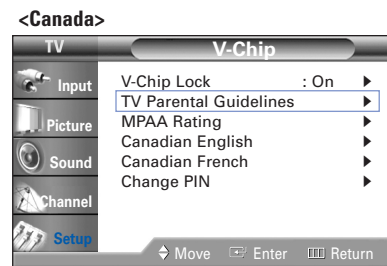 <Canada>
TV
V-Chip
Input
Picture
Sound
Channel
Setup
V-Chip Lock : On
TV Parental Guidelines
MPAA Rating
Canadian English
Canadian French
Change PIN
Move Enter Return